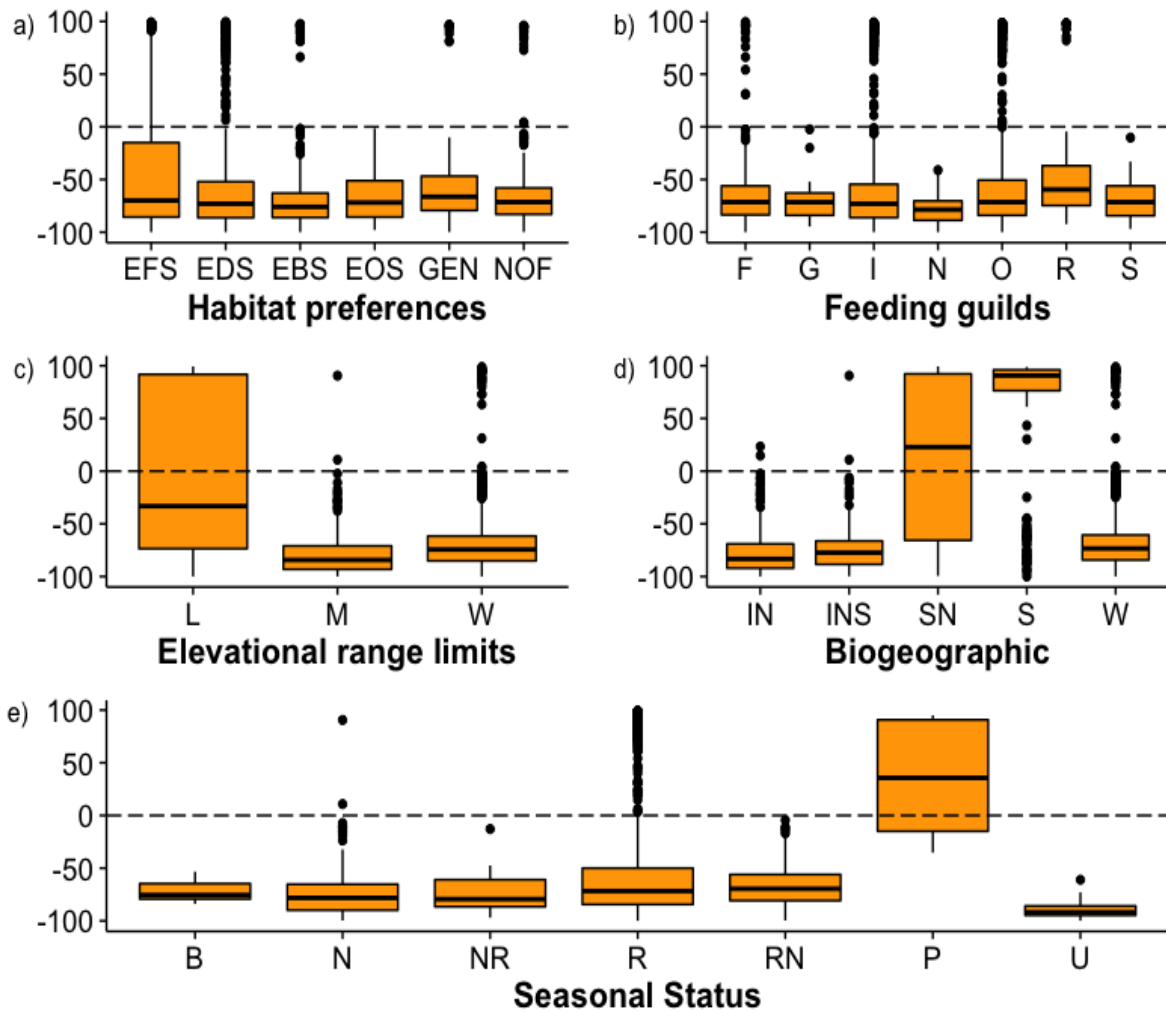 a) 100
50
0
-50
-100
EFS EDS EBS EOS GEN NOF
Habitat preferences
b) 100
50
0
-50
-100
F G I N O R S
Feeding guilds
c) 100
50
0
-50
-100
L M W
Elevational range limits
d) 100
50
0
-50
-100
IN INS SN S W
Biogeographic
e) 100
50
0
-50
-100
B N NR R RN P U
Seasonal Status